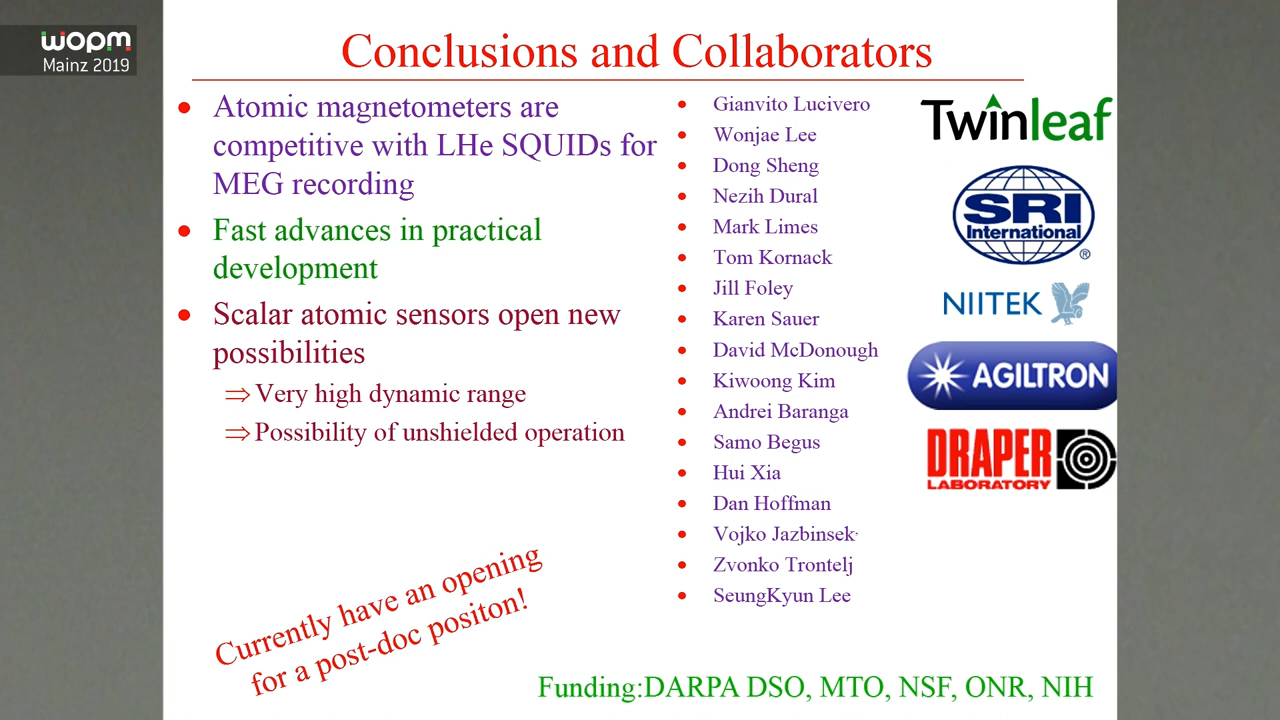 wopm
Mainz 2019
Conclusions and Collaborators
Atomic magnetometers are
competitive with LHe SQUIDs for
MEG recording
Fast advances in practical
development
Scalar atomic sensors open new
possibilities
⇒ Very high dynamic range
⇒ Possibility of unshielded operation
Currently have an opening
for a post-doc positon!
Gianvito Lucivero
Wonjae Lee
Dong Sheng
Nezih Dural
Mark Limes
Tom Kornack
Jill Foley
Karen Sauer
David McDonough
Kiwoong Kim
Andrei Baranga
Samo Begus
Hui Xia
Dan Hoffman
Vojko Jazbinsek
Zvonko Trontelj
SeungKyun Lee
Twinleaf
SRI
International
®
NIITEK
AGILTRON
DRAPER
LABORATORY
Funding:DARPA DSO, MTO, NSF, ONR, NIH